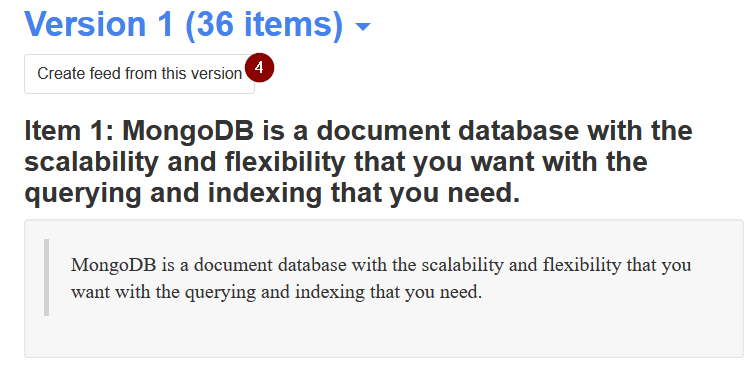 Version 1 (36 items)
Create feed from this version 4
Item 1: MongoDB is a document database with the
scalability and flexibility that you want with the
querying and indexing that you need.
MongoDB is a document database with the scalability and flexibility that you
want with the querying and indexing that you need.